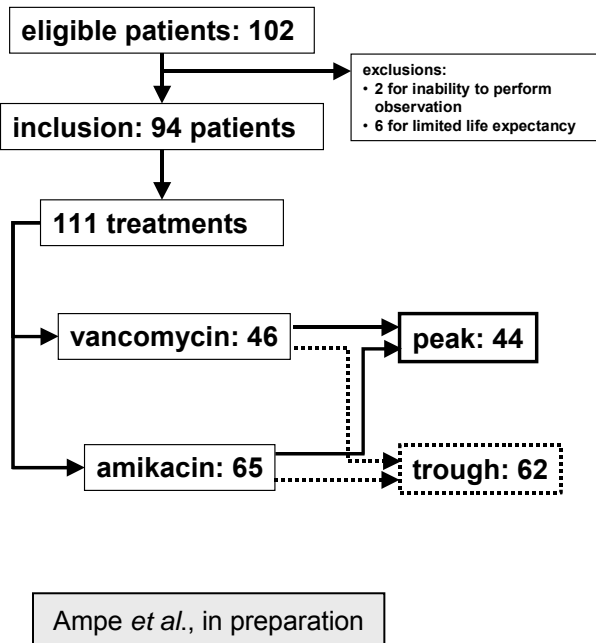 eligible patients: 102
exclusions:
• 2 for inability to perform
observation
• 6 for limited life expectancy
inclusion: 94 patients
111 treatments
vancomycin: 46
peak: 44
amikacin: 65
trough: 62
Ampe et al., in preparation